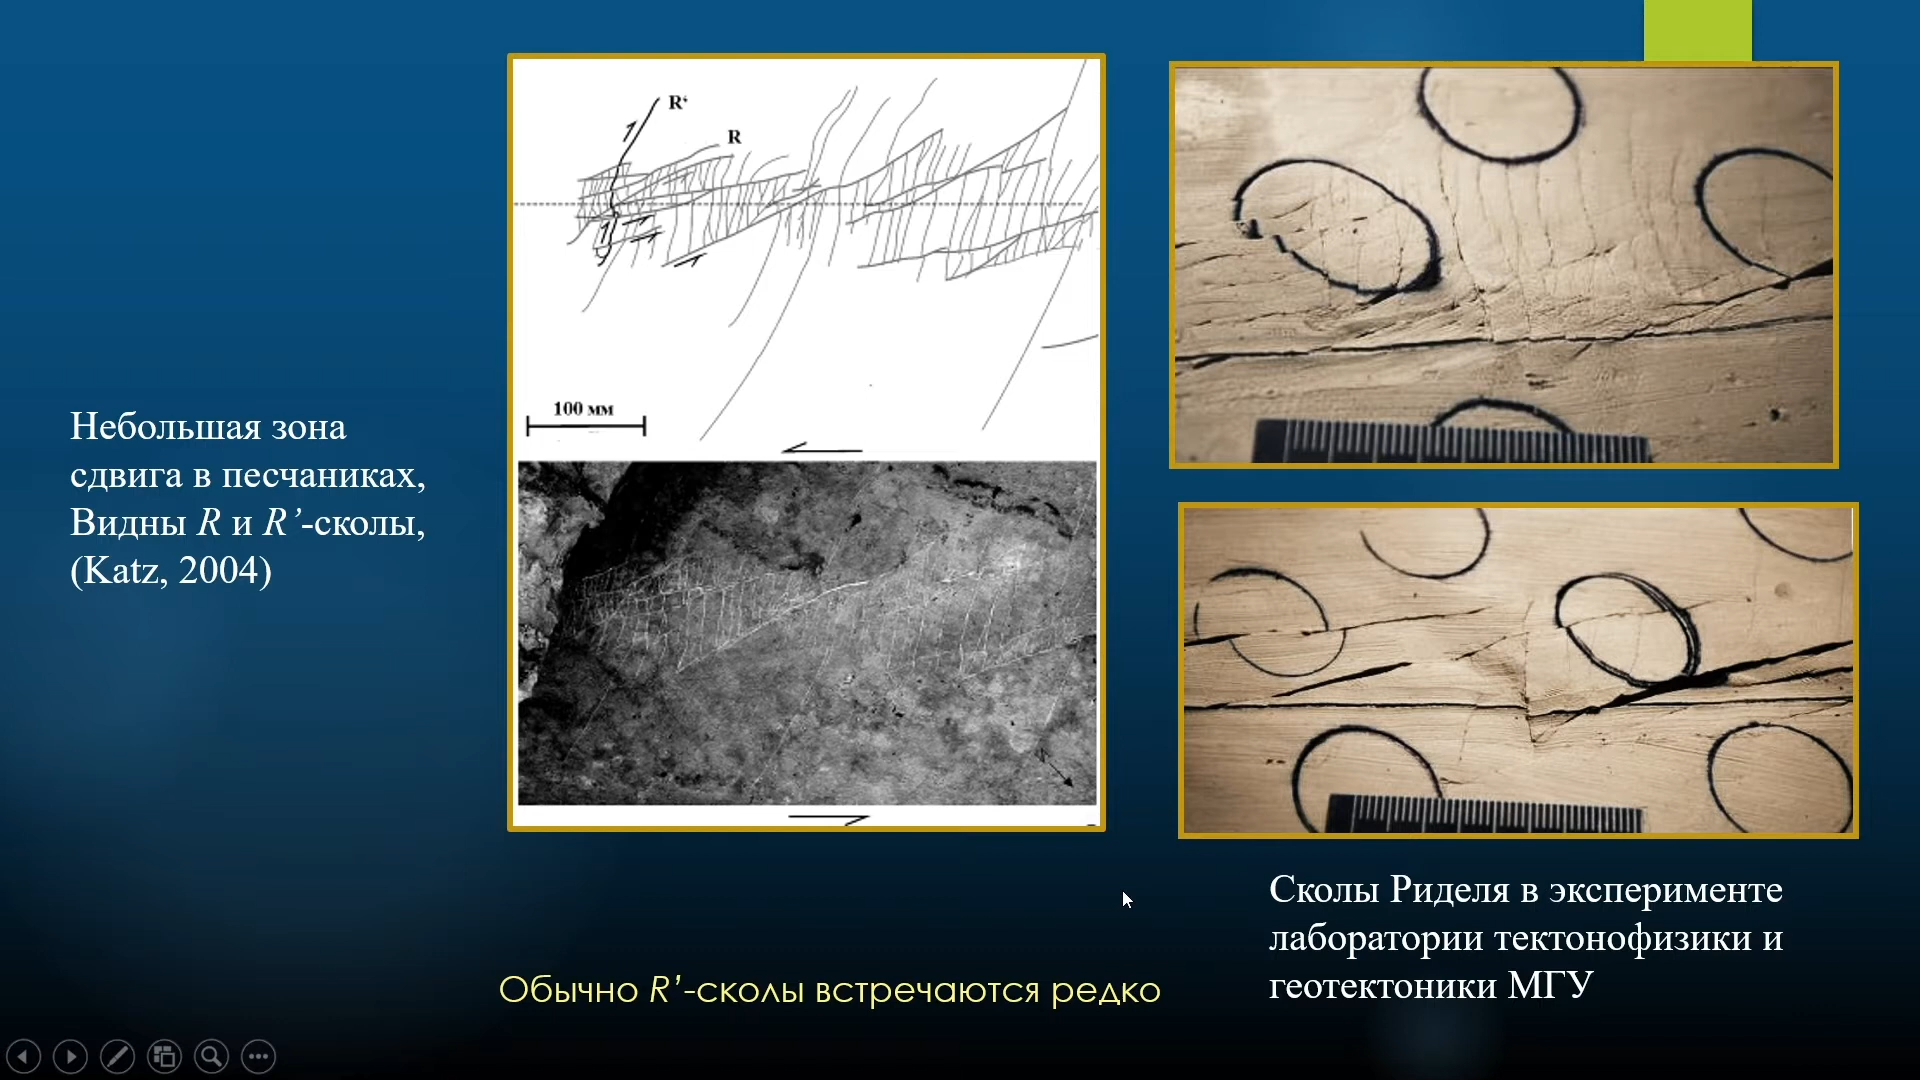 Небольшая зона
сдвига в песчаниках,
Видны R и R’-сколы,
(Katz, 2004)
R‘
R
100 мм
Сколы Риделя в эксперименте
лаборатории тектонофизики и
геотектоники МГУ
Обычно R’-сколы встречаются редко